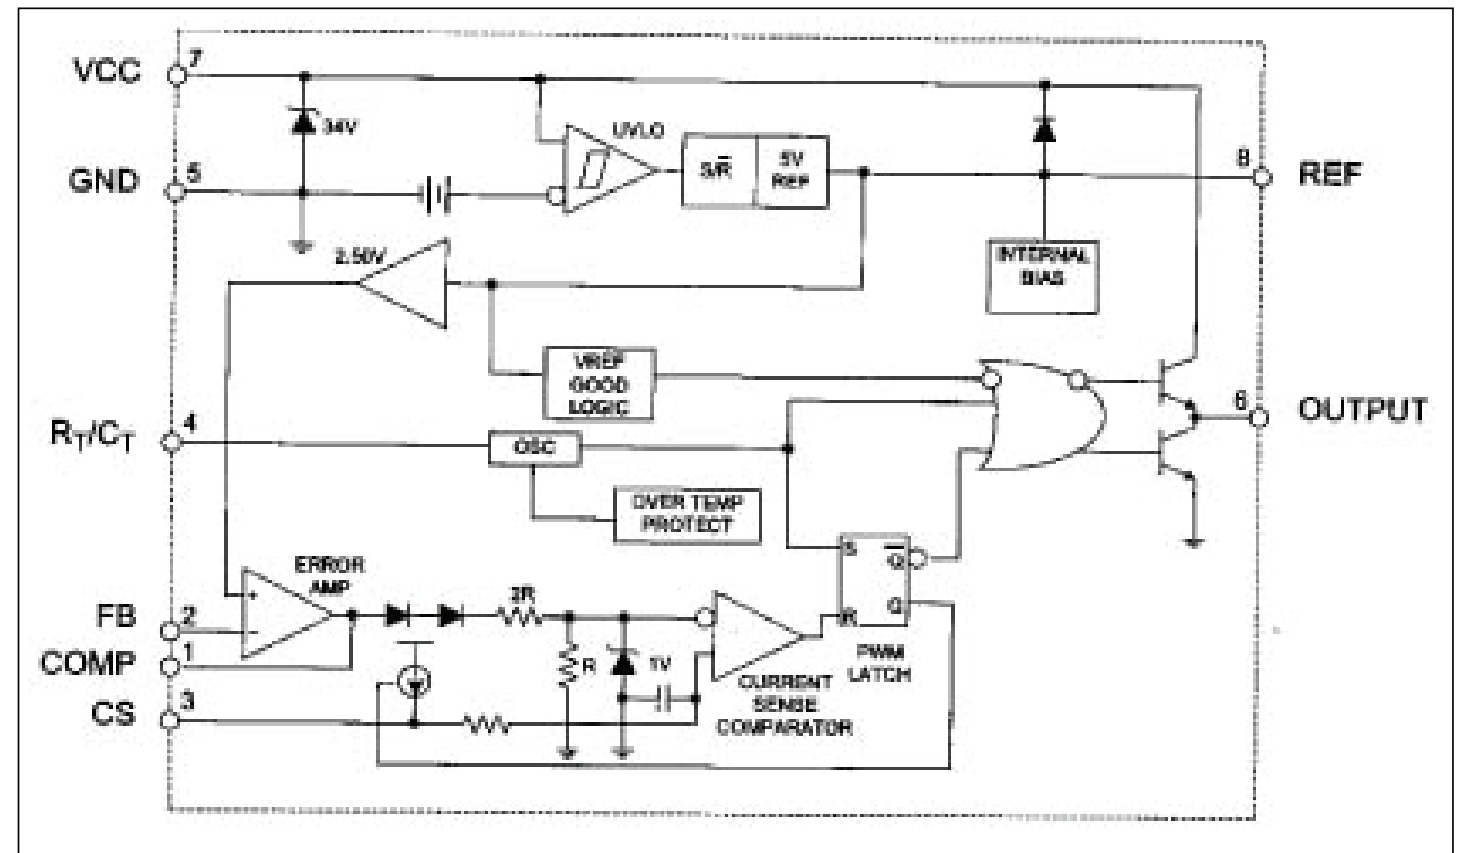 VCC 7
34V
UVLO
S/R̅
5V
REF
GND 5
8 REF
2.50V
INTERNAL
BIAS
VREF
GOOD
LOGIC
6 OUTPUT
RT/CT 4
OSC
OVER TEMP
PROTECT
S
Q̅
ERROR
AMP
+
2R
FB 2
−
R
Q
COMP 1
R
1V
PWM
LATCH
CS 3
CURRENT
SENSE
COMPARATOR